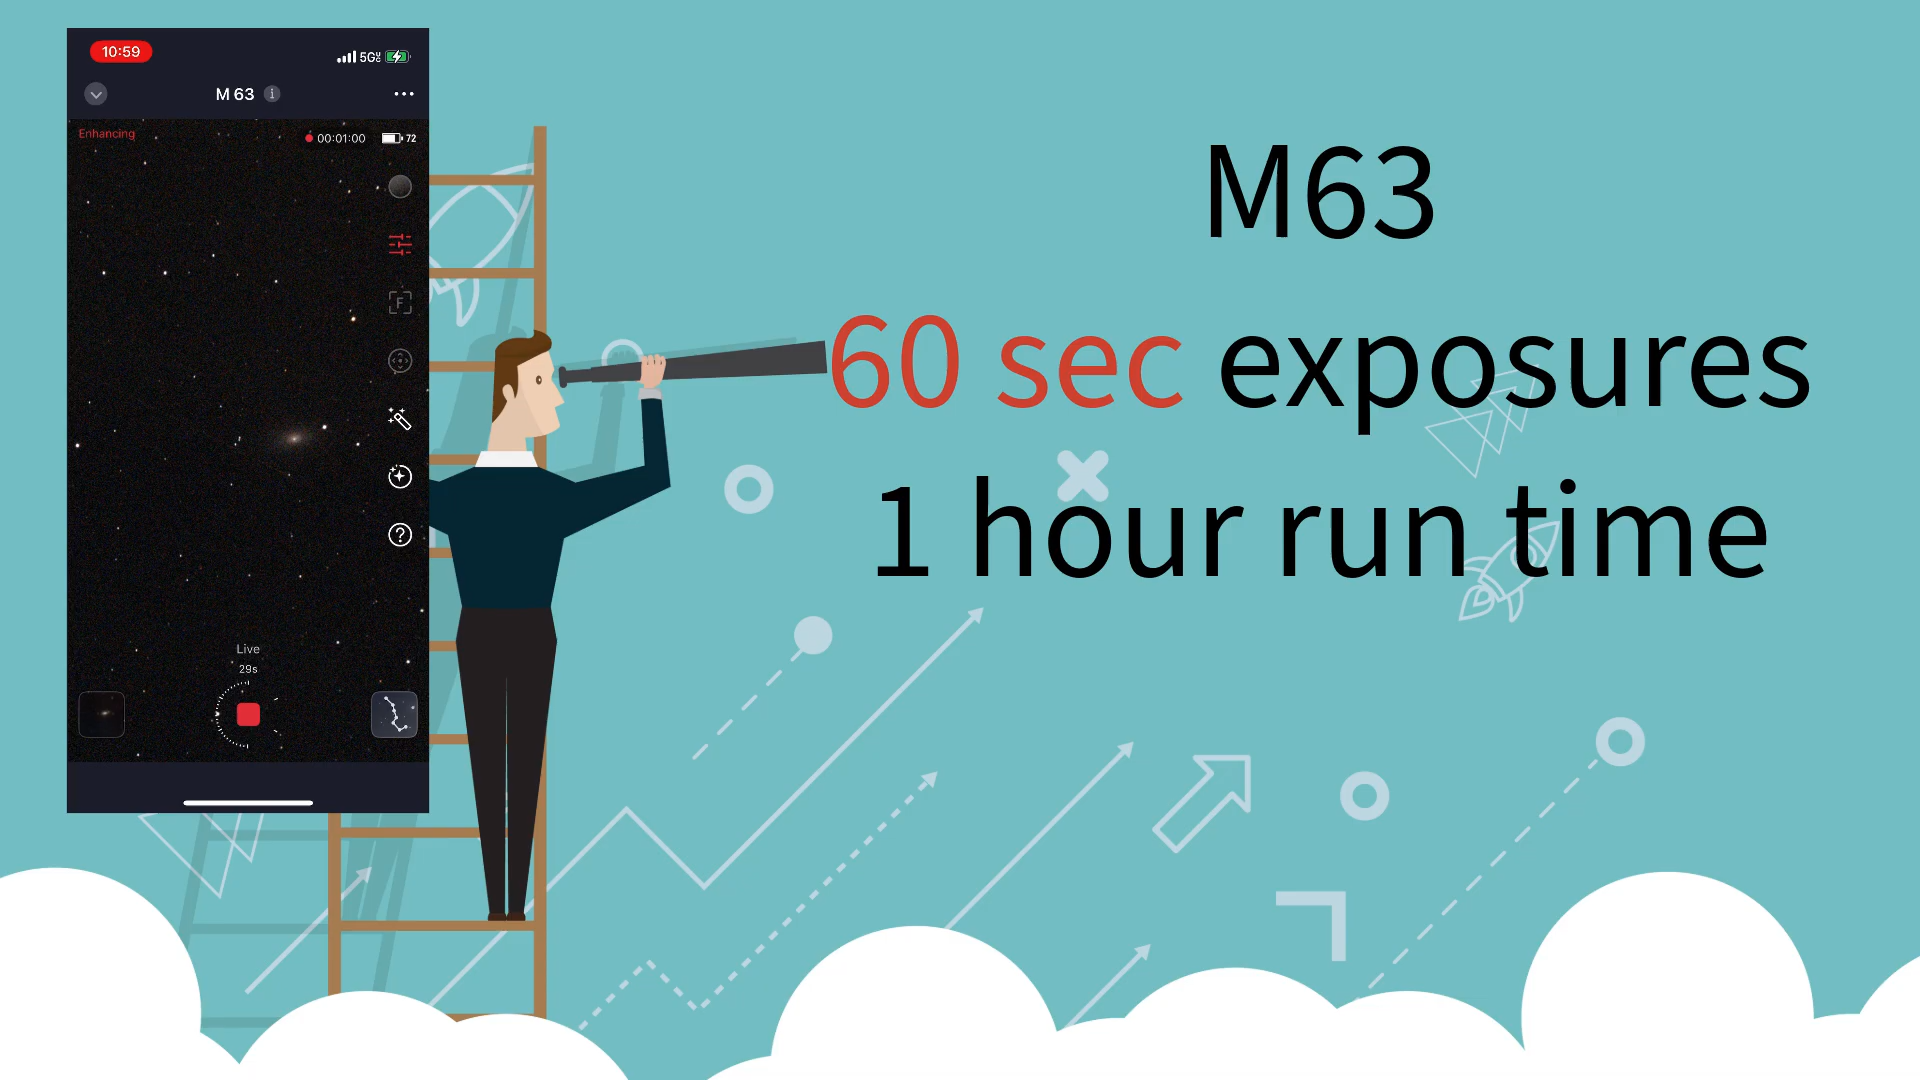 10:59
5G
M 63
Enhancing
00:01:00
72
F
Live
29s
M63
60 sec exposures
1 hour run time